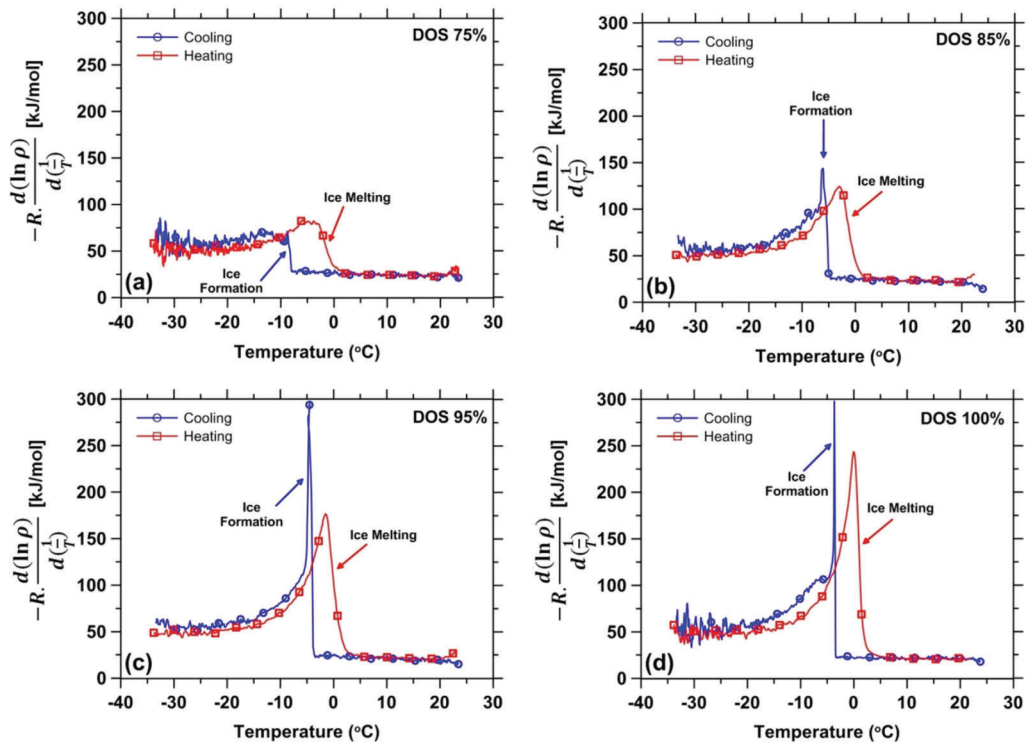 (a)
DOS 75%
Cooling
Heating
Ice Melting
Ice
Formation
300
250
200
150
100
50
0
-40 -30 -20 -10 0 10 20 30
−R. d(ln ρ) / d(1/T) [kJ/mol]
Temperature (°C)
(b)
DOS 85%
Cooling
Heating
Ice
Formation
Ice Melting
300
250
200
150
100
50
0
-40 -30 -20 -10 0 10 20 30
−R. d(ln ρ) / d(1/T) [kJ/mol]
Temperature (°C)
(c)
DOS 95%
Cooling
Heating
Ice
Formation
Ice Melting
300
250
200
150
100
50
0
-40 -30 -20 -10 0 10 20 30
−R. d(ln ρ) / d(1/T) [kJ/mol]
Temperature (°C)
(d)
DOS 100%
Cooling
Heating
Ice
Formation
Ice Melting
300
250
200
150
100
50
0
-40 -30 -20 -10 0 10 20 30
−R. d(ln ρ) / d(1/T) [kJ/mol]
Temperature (°C)